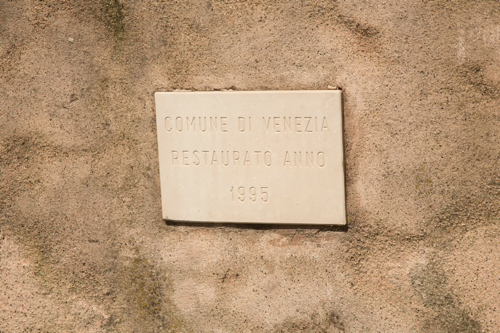 COMUNE DI VENEZIA
RESTAURATO ANNO
1995